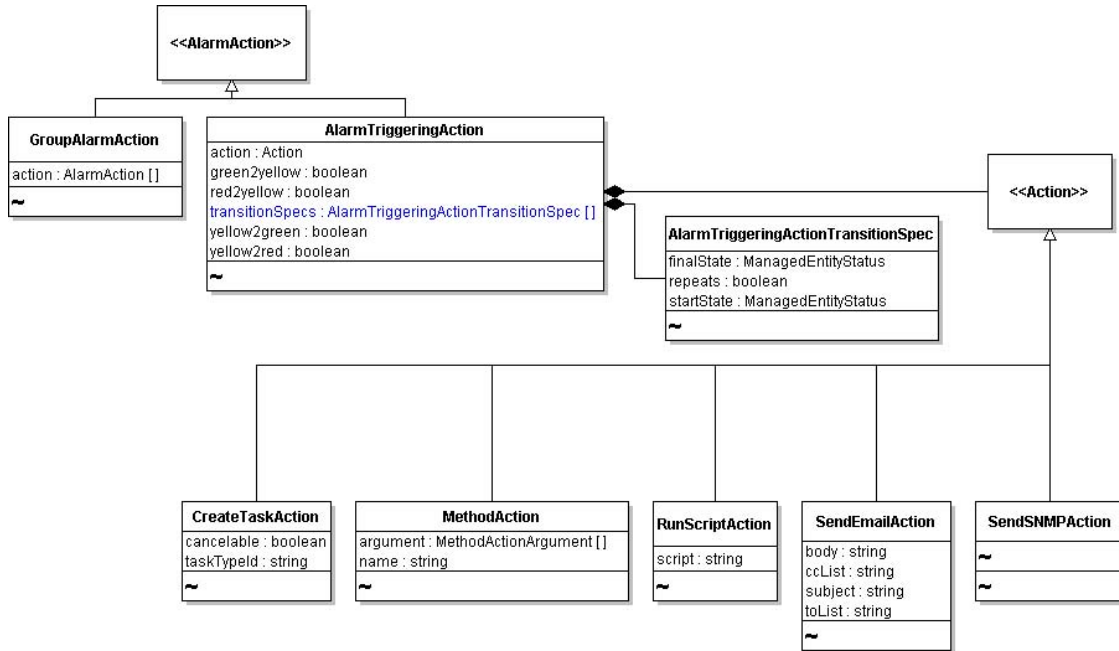 <<AlarmAction>>
GroupAlarmAction
action : AlarmAction [ ]
~
AlarmTriggeringAction
action : Action
green2yellow : boolean
red2yellow : boolean
transitionSpecs : AlarmTriggeringActionTransitionSpec [ ]
yellow2green : boolean
yellow2red : boolean
~
<<Action>>
AlarmTriggeringActionTransitionSpec
finalState : ManagedEntityStatus
repeats : boolean
startState : ManagedEntityStatus
~
CreateTaskAction
cancelable : boolean
taskTypeId : string
~
MethodAction
argument : MethodActionArgument [ ]
name : string
~
RunScriptAction
script : string
~
SendEmailAction
body : string
ccList : string
subject : string
toList : string
~
SendSNMPAction
~
~